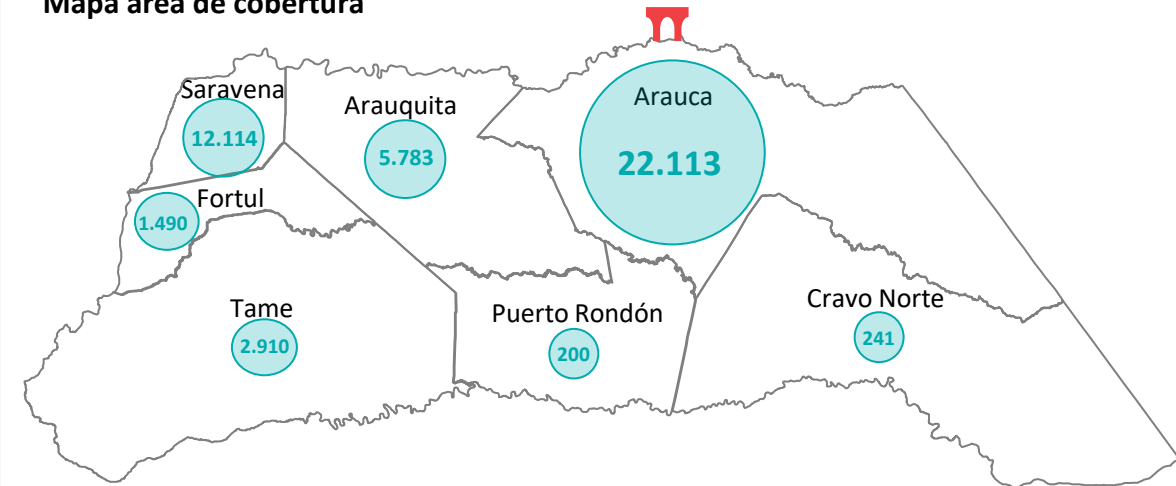 Mapa área de cobertura
Saravena
12.114
Arauquita
5.783
Arauca
22.113
Fortul
1.490
Tame
2.910
Puerto Rondón
200
Cravo Norte
241